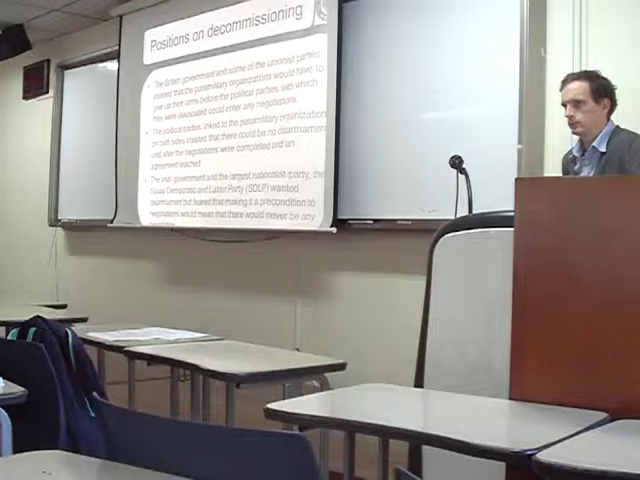 Positions on decommissioning
• The British government and some of the unionist parties
insisted that the paramilitary organizations would have to
give up their arms before the political parties with which
they were associated could enter any negotiations.
• The political parties linked to the paramilitary organization
on both sides insisted that there could be no disarmamen
until after the negotiations were completed and an
agreement reached
• The Irish government and the largest nationalist party, the
Social Democratic and Labor Party (SDLP) wanted
disarmament but feared that making it a precondition to
negotiations would mean that there would never be any